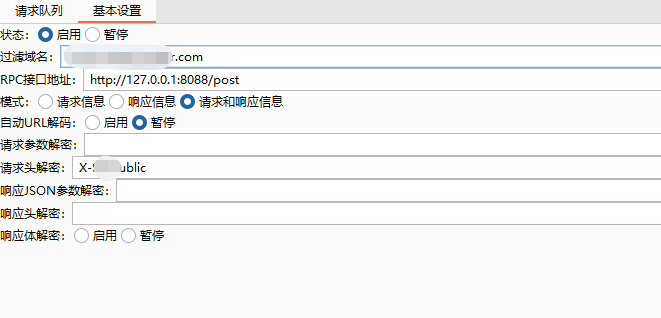 请求队列 基本设置
状态： 启用 暂停
过滤域名： r.com
RPC接口地址： http://127.0.0.1:8088/post
模式： 请求信息 响应信息 请求和响应信息
自动URL解码： 启用 暂停
请求参数解密：
请求头解密： X-S ublic
响应JSON参数解密：
响应头解密：
响应体解密： 启用 暂停